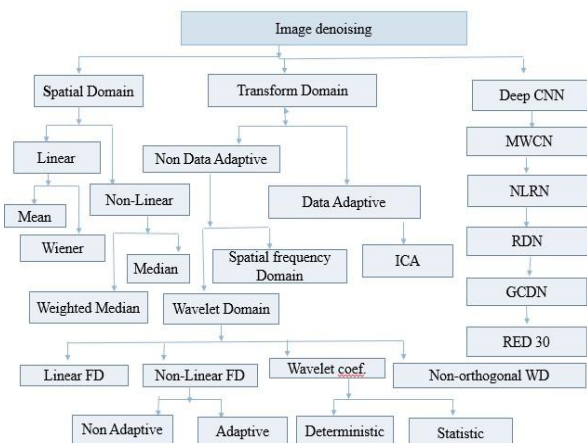 Image denoising
Spatial Domain
Transform Domain
Deep CNN
Linear
Non Data Adaptive
MWCN
Mean
Non-Linear
Data Adaptive
NLRN
Wiener
Median
Spatial frequency
Domain
ICA
RDN
Weighted Median
Wavelet Domain
GCDN
RED 30
Linear FD
Non-Linear FD
Wavelet coef.
Non-orthogonal WD
Non Adaptive
Adaptive
Deterministic
Statistic